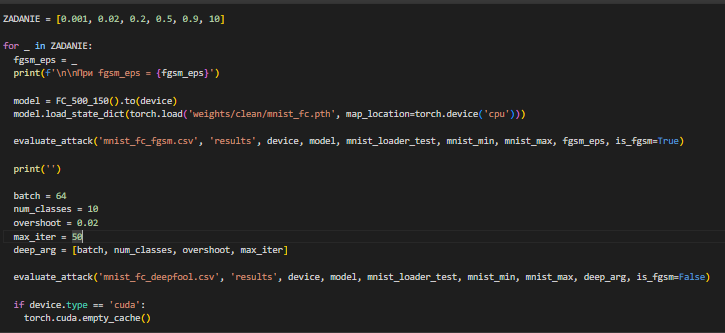 ZADANIE = [0.001, 0.02, 0.2, 0.5, 0.9, 10]
for _ in ZADANIE:
fgsm_eps = _
print(f'\n\nПри fgsm_eps = {fgsm_eps}')
model = FC_500_150().to(device)
model.load_state_dict(torch.load('weights/clean/mnist_fc.pth', map_location=torch.device('cpu')))
evaluate_attack('mnist_fc_fgsm.csv', 'results', device, model, mnist_loader_test, mnist_min, mnist_max, fgsm_eps, is_fgsm=True)
print('')
batch = 64
num_classes = 10
overshoot = 0.02
max_iter = 50
deep_arg = [batch, num_classes, overshoot, max_iter]
evaluate_attack('mnist_fc_deepfool.csv', 'results', device, model, mnist_loader_test, mnist_min, mnist_max, deep_arg, is_fgsm=False)
if device.type == 'cuda':
torch.cuda.empty_cache()